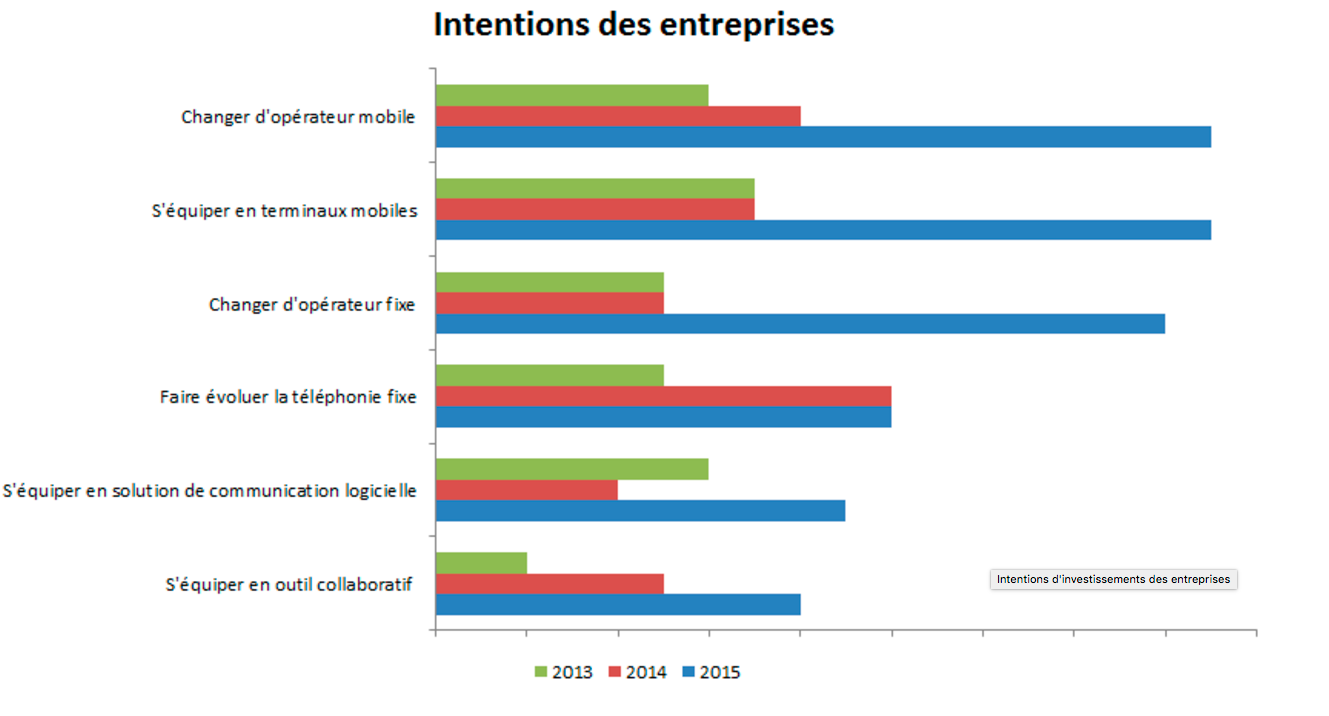 Intentions des entreprises
Changer d'opérateur mobile
S'équiper en terminaux mobiles
Changer d'opérateur fixe
Faire évoluer la téléphonie fixe
S'équiper en solution de communication logicielle
S'équiper en outil collaboratif
Intentions d'investissements des entreprises
2013 2014 2015